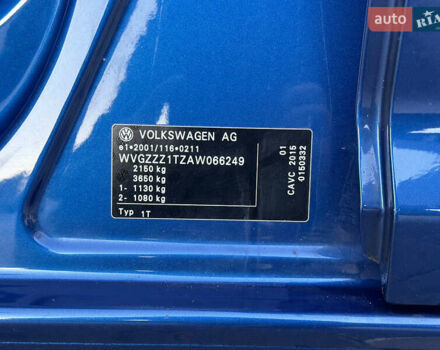 auto RIA
VOLKSWAGEN AG
e1*2001/116*0211
WVGZZZ1TZAW066249
2150 kg
3650 kg
1- 1130 kg
2- 1080 kg
Typ 1T
01
CAVC 2015
0150332